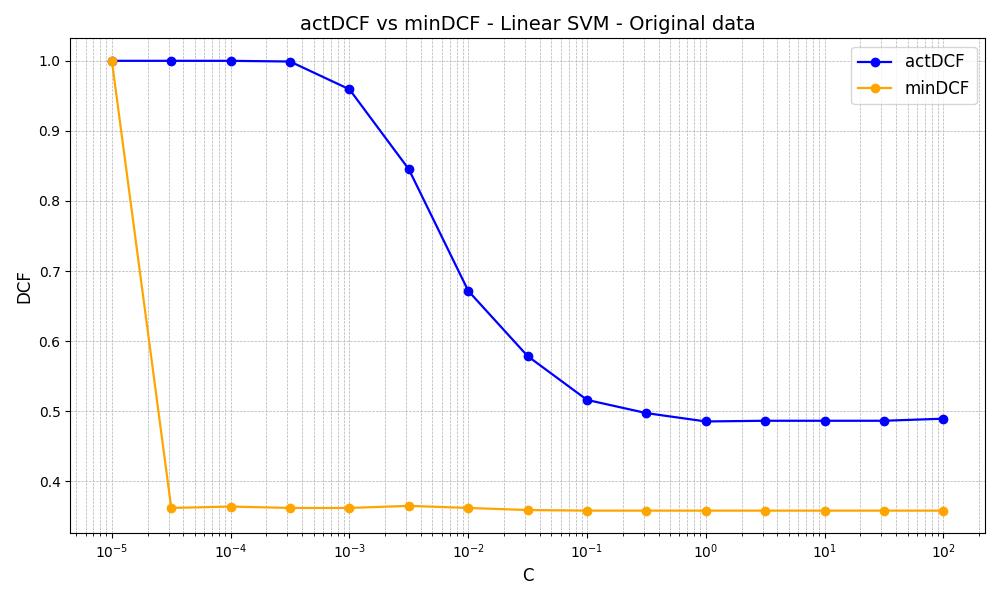 actDCF vs minDCF - Linear SVM - Original data
actDCF
minDCF
DCF
1.0
0.9
0.8
0.7
0.6
0.5
0.4
10⁻⁵ 10⁻⁴ 10⁻³ 10⁻² 10⁻¹ 10⁰ 10¹ 10²
C